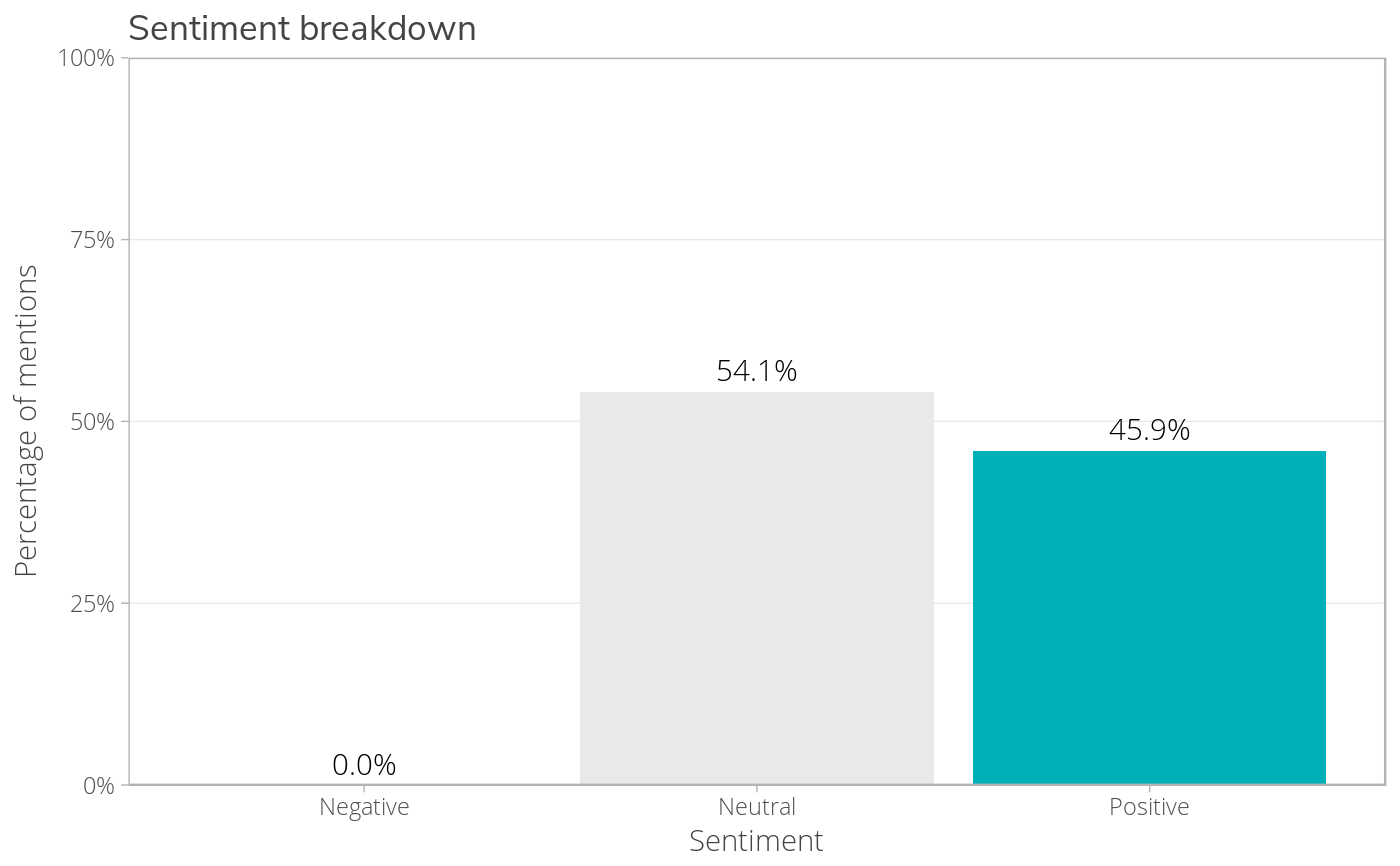 Sentiment breakdown
100%
75%
50%
25%
0%
Percentage of mentions
0.0%
54.1%
45.9%
Negative
Neutral
Positive
Sentiment